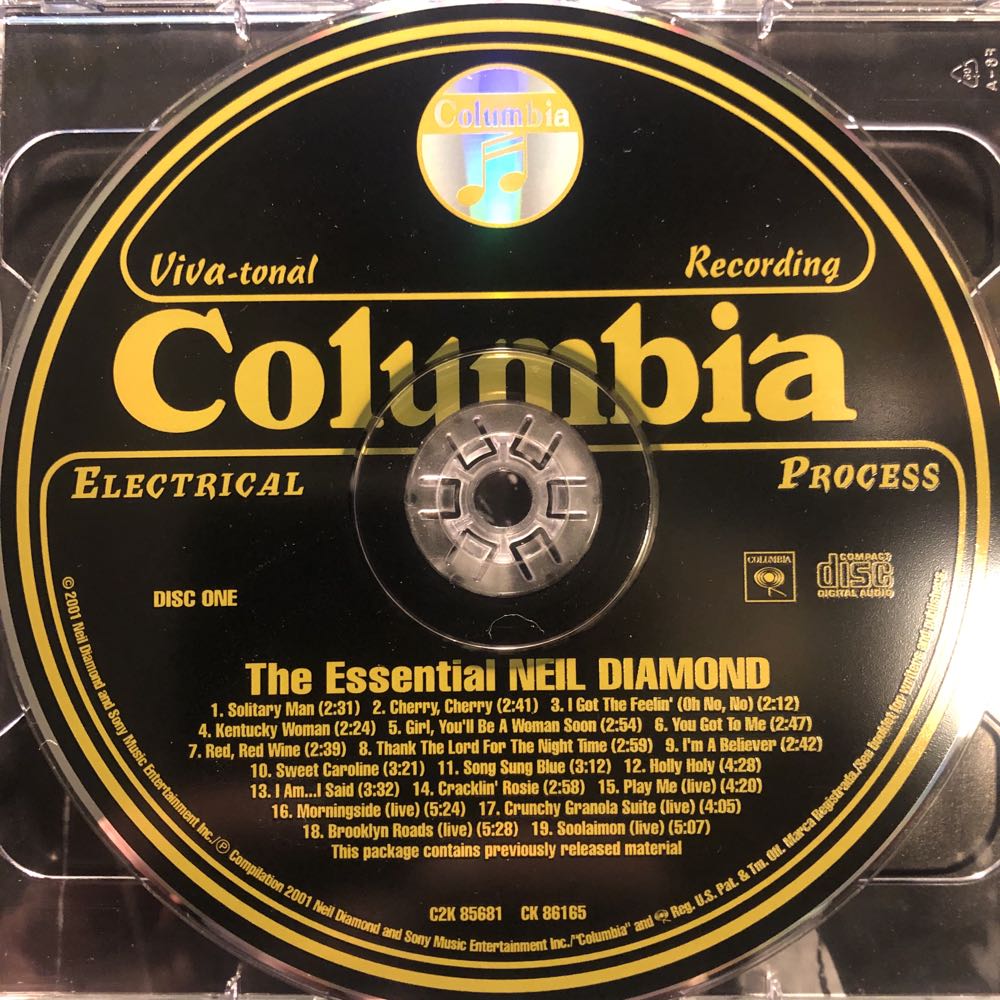 Columbia
Viva-tonal Recording
Columbia
ELECTRICAL PROCESS
COLUMBIA
COMPACT
disc
DIGITAL AUDIO
DISC ONE
The Essential NEIL DIAMOND
1. Solitary Man (2:31) 2. Cherry, Cherry (2:41) 3. I Got The Feelin' (Oh No, No) (2:12)
4. Kentucky Woman (2:24) 5. Girl, You'll Be A Woman Soon (2:54) 6. You Got To Me (2:47)
7. Red, Red Wine (2:39) 8. Thank The Lord For The Night Time (2:59) 9. I'm A Believer (2:42)
10. Sweet Caroline (3:21) 11. Song Sung Blue (3:12) 12. Holly Holy (4:28)
13. I Am...I Said (3:32) 14. Cracklin' Rosie (2:58) 15. Play Me (live) (4:20)
16. Morningside (live) (5:24) 17. Crunchy Granola Suite (live) (4:05)
18. Brooklyn Roads (live) (5:28) 19. Soolaimon (live) (5:07)
This package contains previously released material
C2K 85681 CK 86165
© 2001 Neil Diamond and Sony Music Entertainment Inc./℗ Compilation 2001 Neil Diamond and Sony Music Entertainment Inc./"Columbia" and Reg. U.S. Pat. & Tm. Off. Marca Registrada./See booklet for writers and publishers.